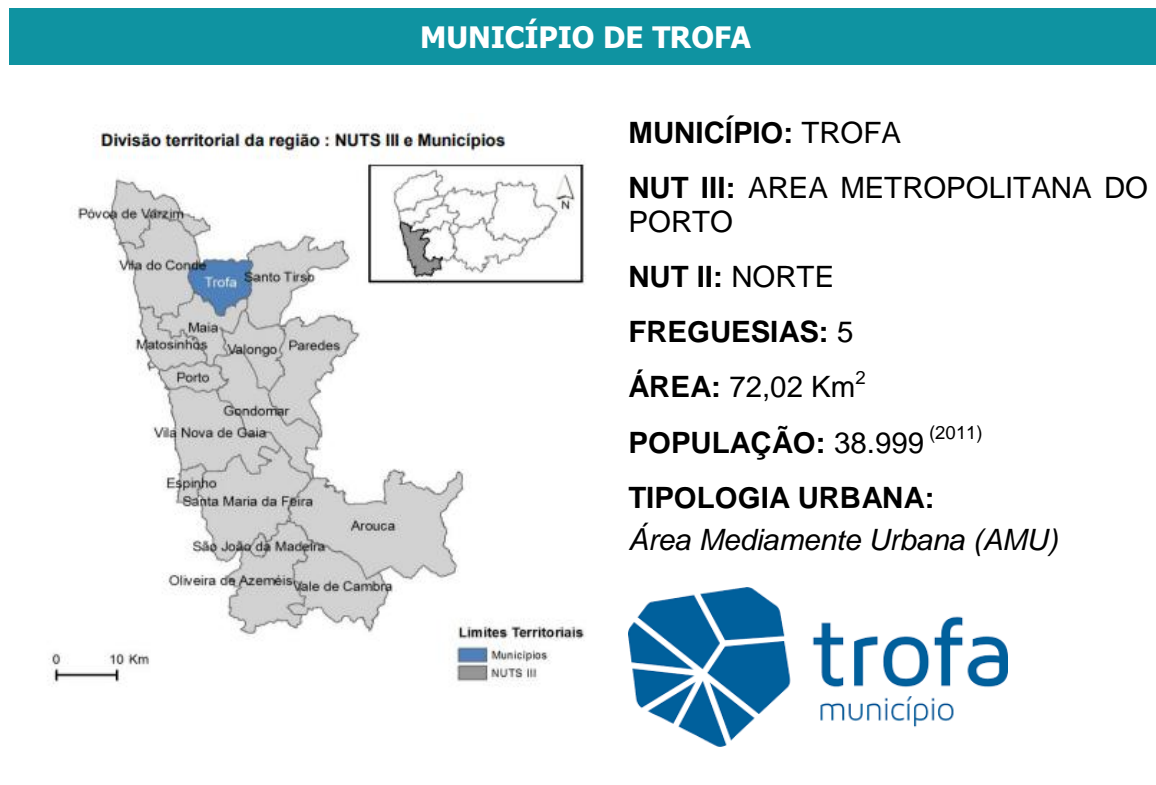 MUNICÍPIO DE TROFA
Divisão territorial da região : NUTS III e Municípios
N
Póvoa de Varzim
Vila do Conde
Trofa
Santo Tirso
Maia
Matosinhos
Valongo
Paredes
Porto
Gondomar
Vila Nova de Gaia
Espinho
Santa Maria da Feira
Arouca
São João da Madeira
Oliveira de Azeméis
Vale de Cambra
Limites Territoriais
Municípios
NUTS III
0 10 Km
MUNICÍPIO: TROFA
NUT III: AREA METROPOLITANA DO
PORTO
NUT II: NORTE
FREGUESIAS: 5
ÁREA: 72,02 Km²
POPULAÇÃO: 38.999 (2011)
TIPOLOGIA URBANA:
Área Mediamente Urbana (AMU)
trofa
município